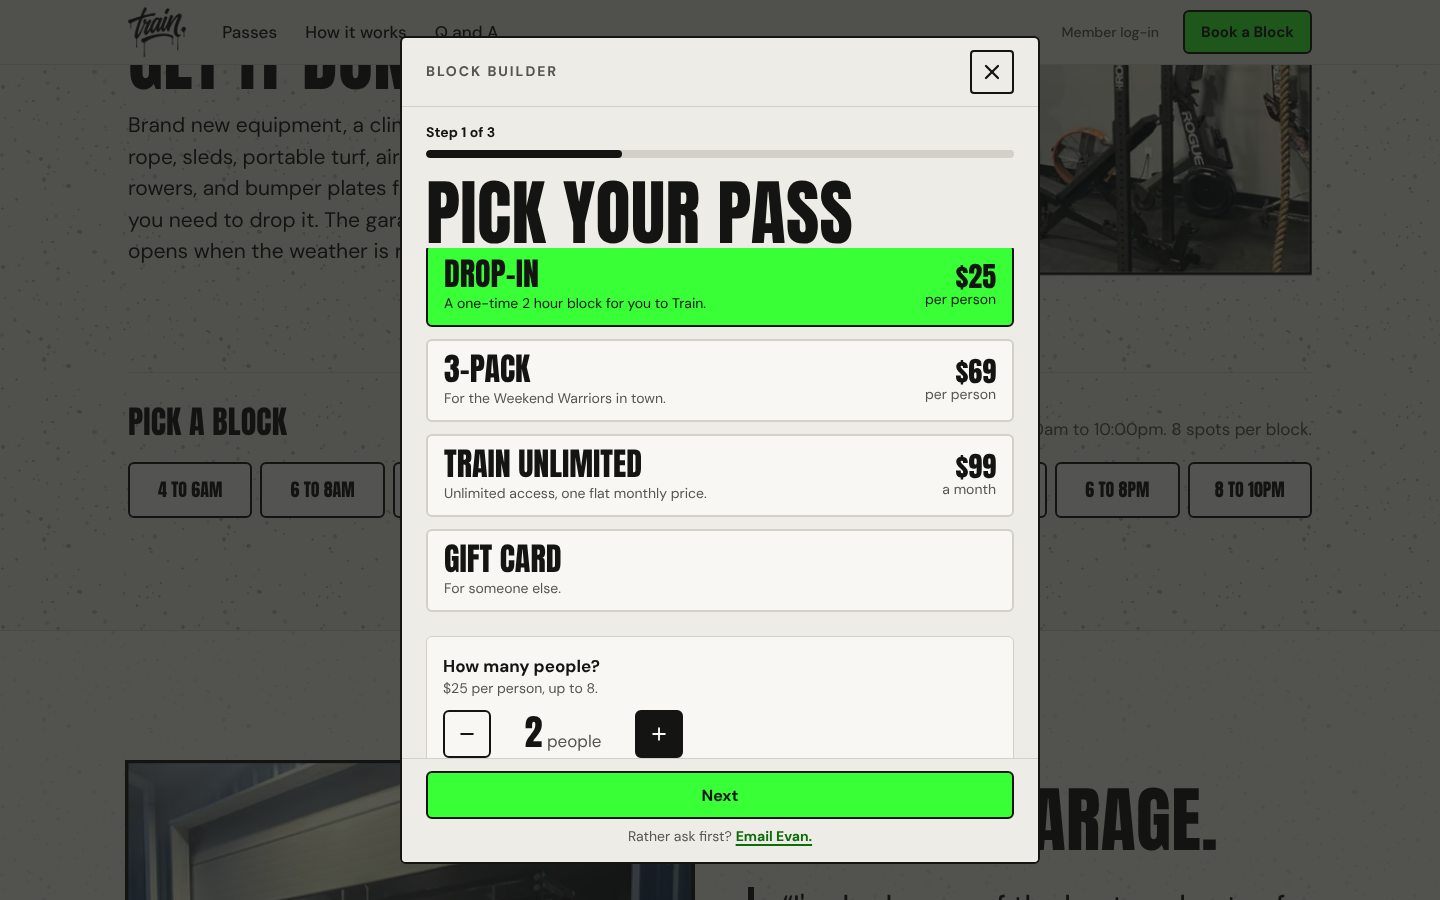 train.
Passes
How it works
Q and A
Member log-in
Book a Block
BLOCK BUILDER
Step 1 of 3
PICK YOUR PASS
DROP-IN
A one-time 2 hour block for you to Train.
$25
per person
3-PACK
For the Weekend Warriors in town.
$69
per person
TRAIN UNLIMITED
Unlimited access, one flat monthly price.
$99
a month
GIFT CARD
For someone else.
How many people?
$25 per person, up to 8.
− 2 people +
Next
Rather ask first? Email Evan.
GET IT
Brand new equipment, a
rope, sleds, portable turf, air
rowers, and bumper plates
you need to drop it. The
opens when the weather is
ROGUE
PICK A BLOCK
to 10:00pm. 8 spots per block.
4 TO 6AM
6 TO 8AM
6 TO 8PM
8 TO 10PM